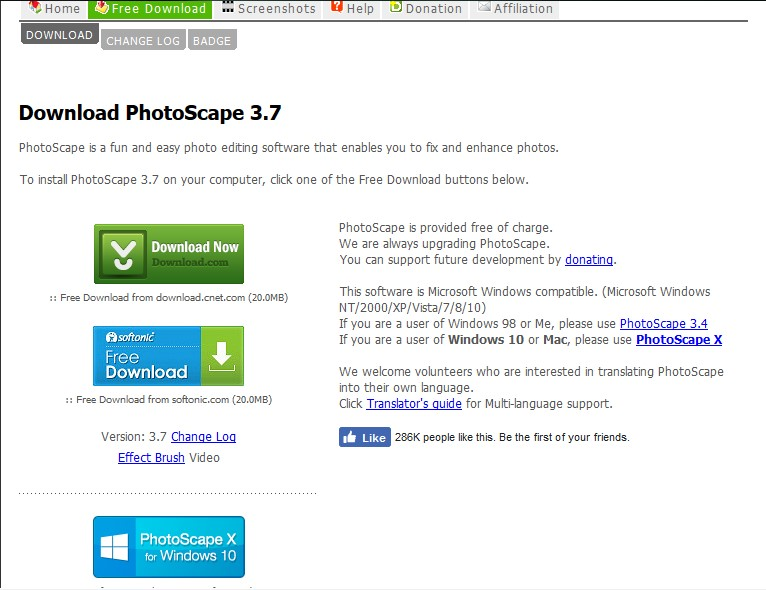 Home Free Download Screenshots Help Donation Affiliation
DOWNLOAD CHANGE LOG BADGE
Download PhotoScape 3.7
PhotoScape is a fun and easy photo editing software that enables you to fix and enhance photos.
To install PhotoScape 3.7 on your computer, click one of the Free Download buttons below.
Download Now
Download.com
:: Free Download from download.cnet.com (20.0MB)
softonic
Free
Download
:: Free Download from softonic.com (20.0MB)
Version: 3.7 Change Log
Effect Brush Video
PhotoScape X
for Windows 10
PhotoScape is provided free of charge.
We are always upgrading PhotoScape.
You can support future development by donating.
This software is Microsoft Windows compatible. (Microsoft Windows
NT/2000/XP/Vista/7/8/10)
If you are a user of Windows 98 or Me, please use PhotoScape 3.4
If you are a user of Windows 10 or Mac, please use PhotoScape X
We welcome volunteers who are interested in translating PhotoScape
into their own language.
Click Translator's guide for Multi-language support.
Like 286K people like this. Be the first of your friends.